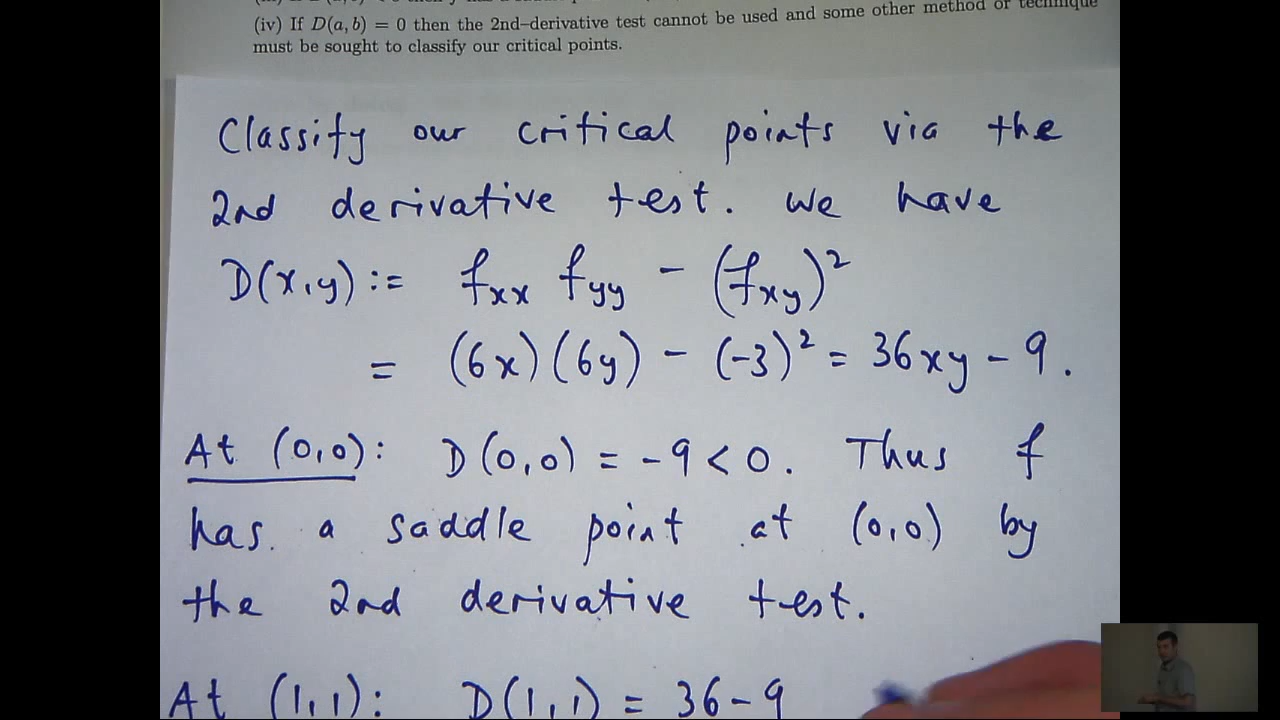 (iv) If D(a, b) = 0 then the 2nd–derivative test cannot be used and some other method or technique
must be sought to classify our critical points.
Classify our critical points via the
2nd derivative test. We have
D(x,y) := fxx fyy - (fxy)²
= (6x)(6y) - (-3)² = 36xy - 9.
At (0,0): D(0,0) = -9 < 0. Thus f
has a saddle point at (0,0) by
the 2nd derivative test.
At (1,1): D(1,1) = 36-9